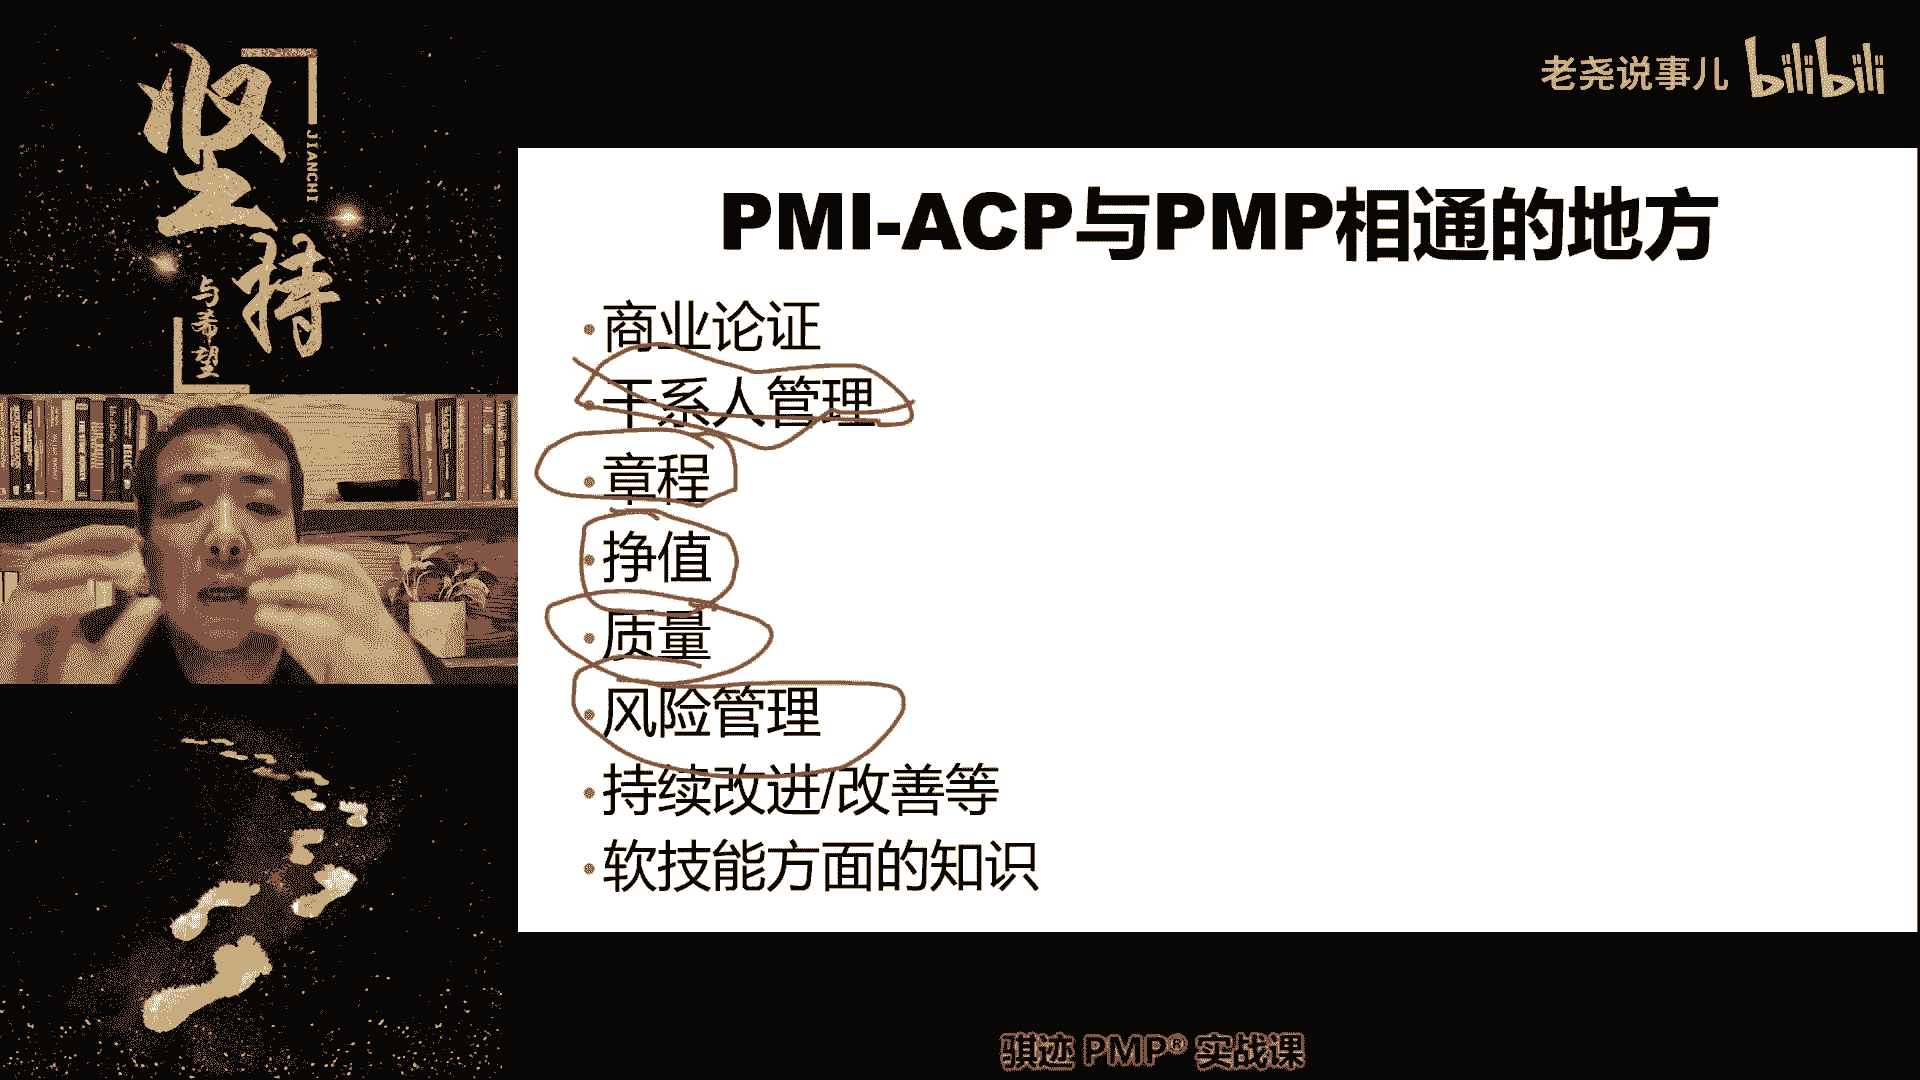 坚持
JIANCHI
与希望
老尧说事儿 bilibili
PMI-ACP与PMP相通的地方
•商业论证
•干系人管理
•章程
•挣值
•质量
•风险管理
•持续改进/改善等
•软技能方面的知识
骐迹 PMP® 实战课